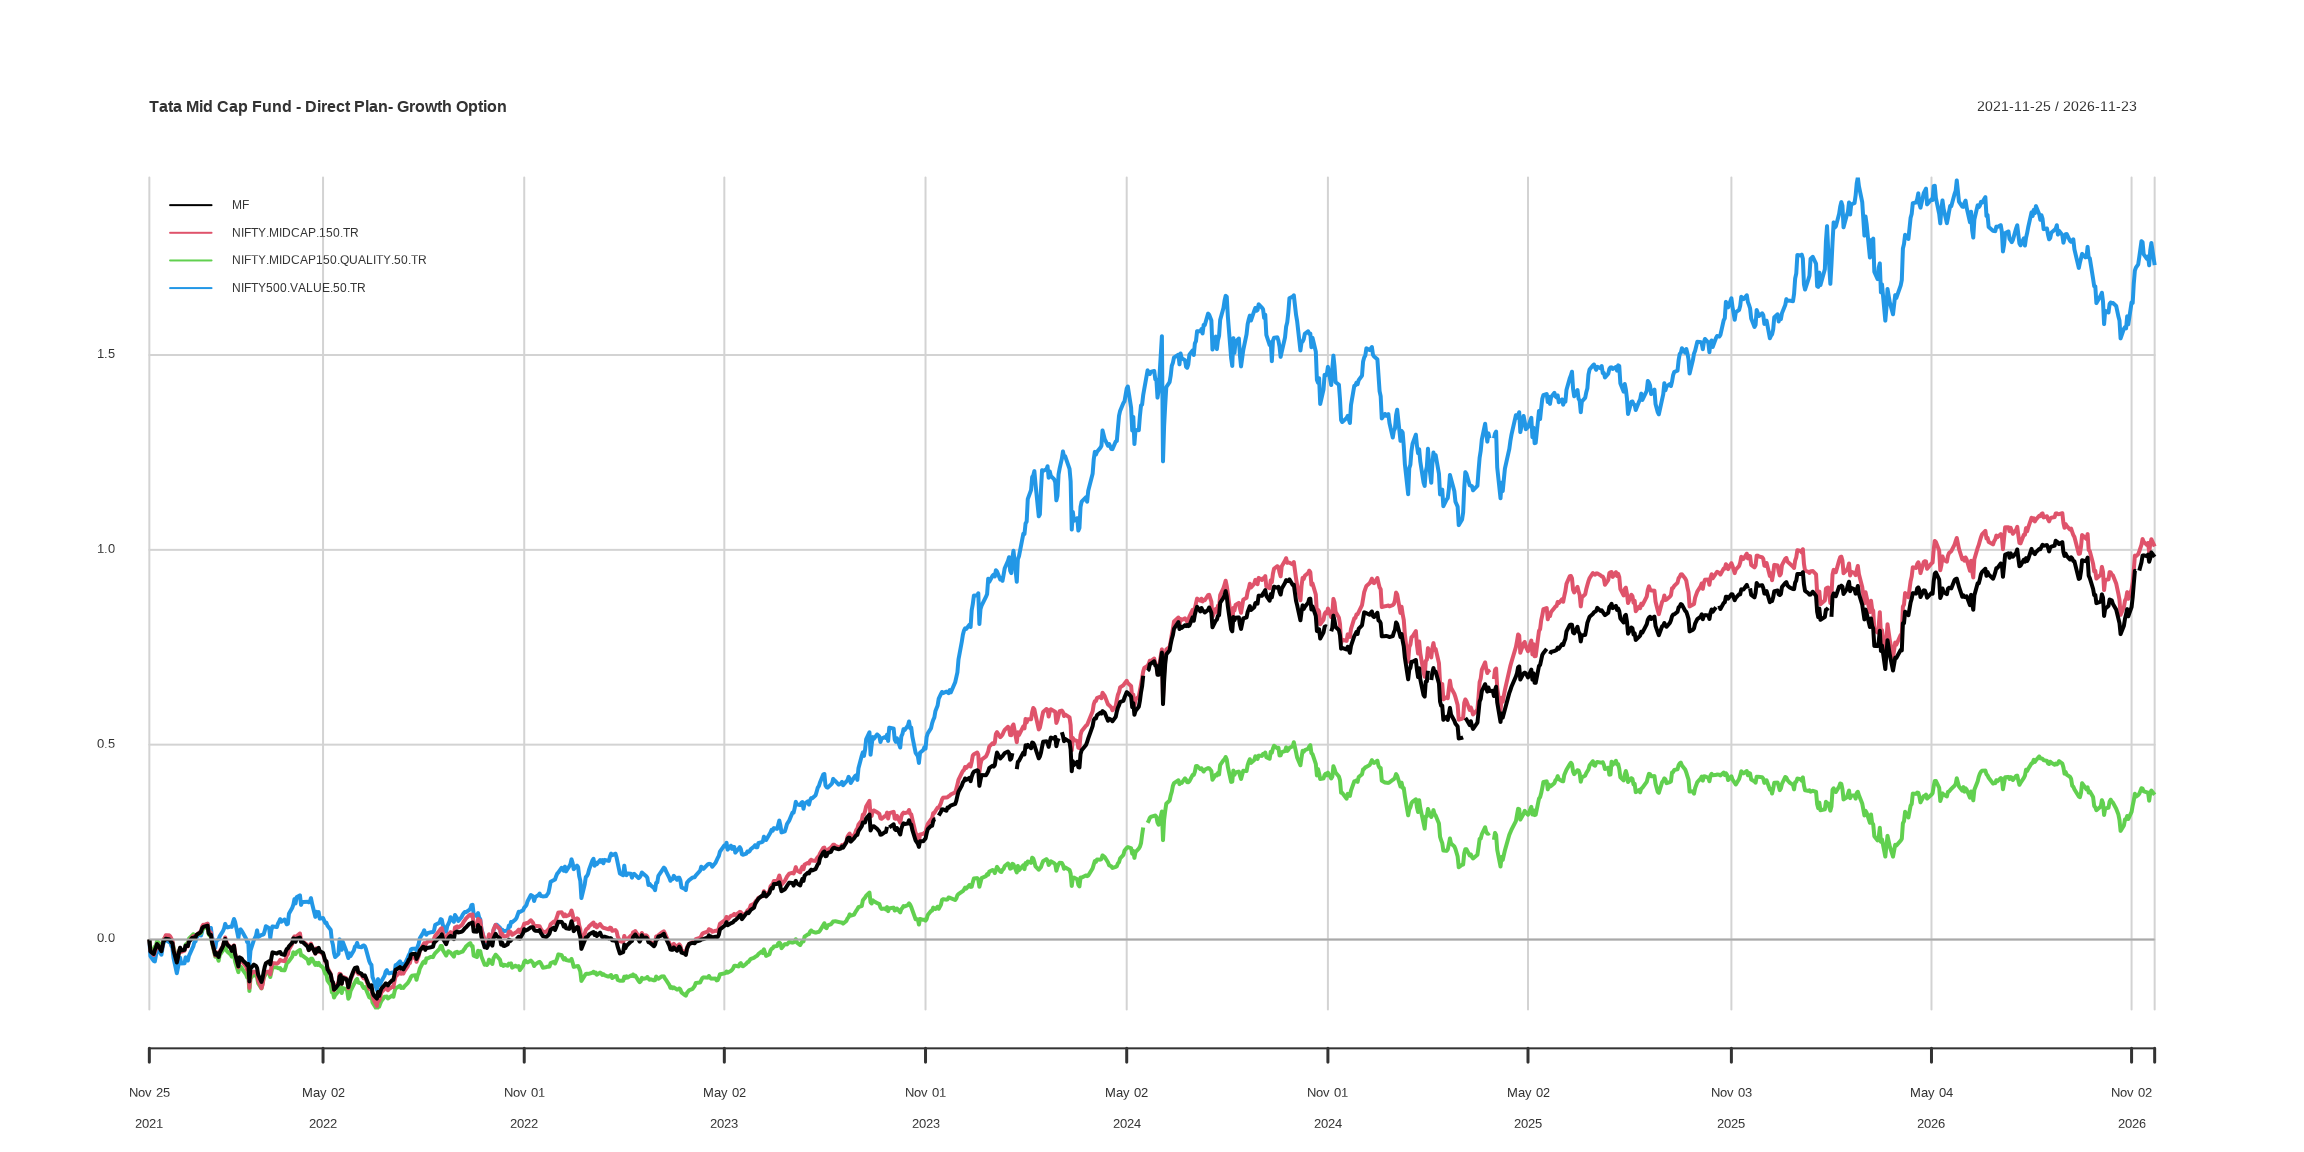 Tata Mid Cap Fund - Direct Plan- Growth Option
2021-11-25 / 2026-11-23
MF
NIFTY.MIDCAP.150.TR
NIFTY.MIDCAP150.QUALITY.50.TR
NIFTY500.VALUE.50.TR
1.5
1.0
0.5
0.0
Nov 25 May 02 Nov 01 May 02 Nov 01 May 02 Nov 01 May 02 Nov 03 May 04 Nov 02
2021 2022 2022 2023 2023 2024 2024 2025 2025 2026 2026